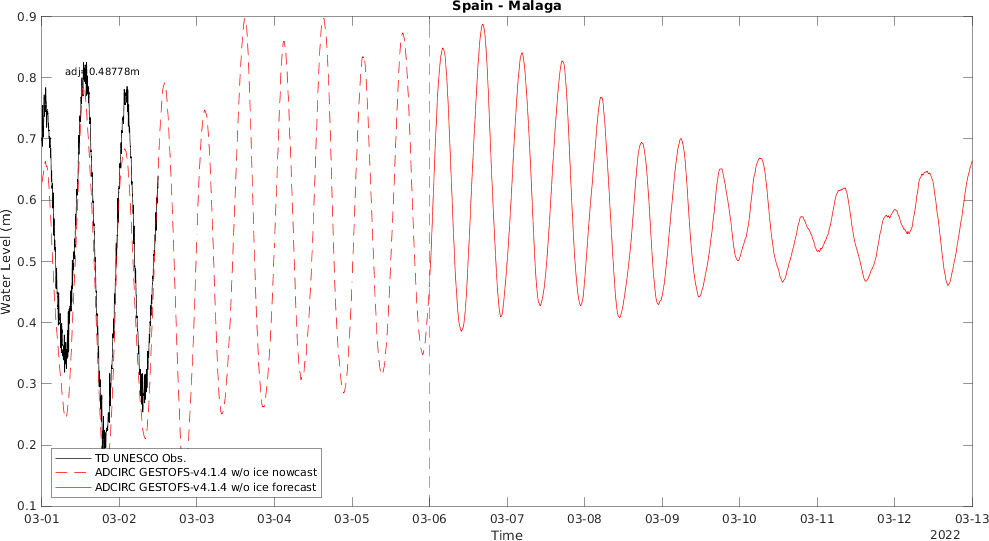 Spain - Malaga
0.9
0.8
0.7
0.6
0.5
0.4
0.3
0.2
0.1
Water Level (m)
adj=0.48778m
TD UNESCO Obs.
ADCIRC GESTOFS-v4.1.4 w/o ice nowcast
ADCIRC GESTOFS-v4.1.4 w/o ice forecast
03-01 03-02 03-03 03-04 03-05 03-06 03-07 03-08 03-09 03-10 03-11 03-12 03-13
Time
2022